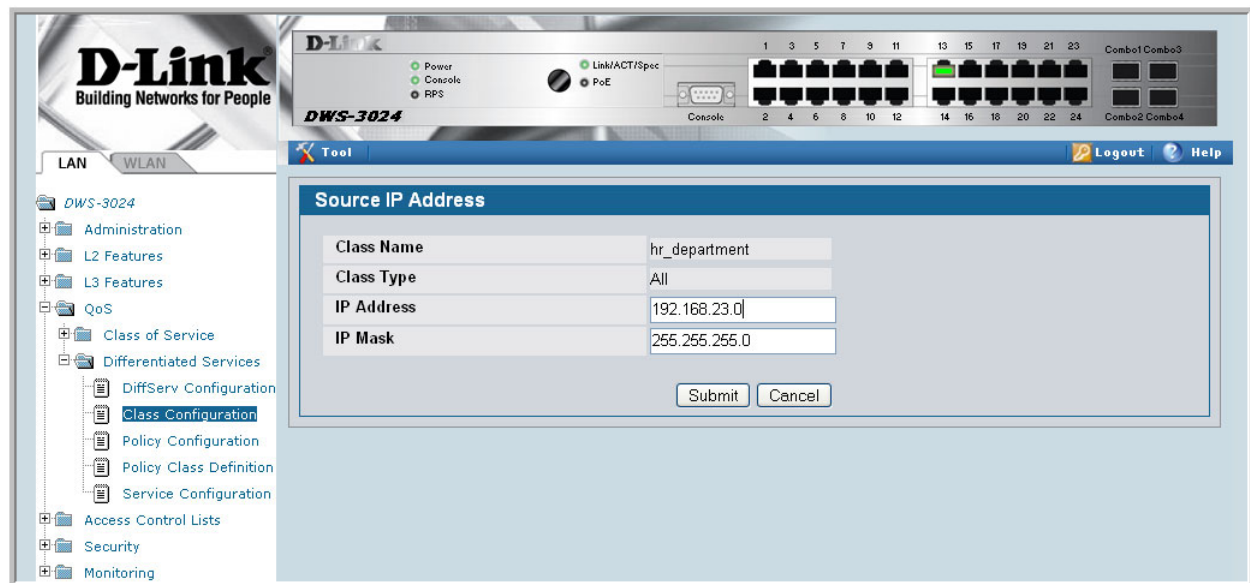 D-Link
Building Networks for People
D-Link
Power
Console
RPS
Link/ACT/Spec
PoE
DWS-3024
Console
1 3 5 7 9 11 13 15 17 19 21 23
2 4 6 8 10 12 14 16 18 20 22 24
Combo1 Combo3
Combo2 Combo4
LAN WLAN
Tool
Logout
Help
DWS-3024
Administration
L2 Features
L3 Features
QoS
Class of Service
Differentiated Services
DiffServ Configuration
Class Configuration
Policy Configuration
Policy Class Definition
Service Configuration
Access Control Lists
Security
Monitoring
Source IP Address
Class Name hr_department
Class Type All
IP Address 192.168.23.0
IP Mask 255.255.255.0
Submit Cancel